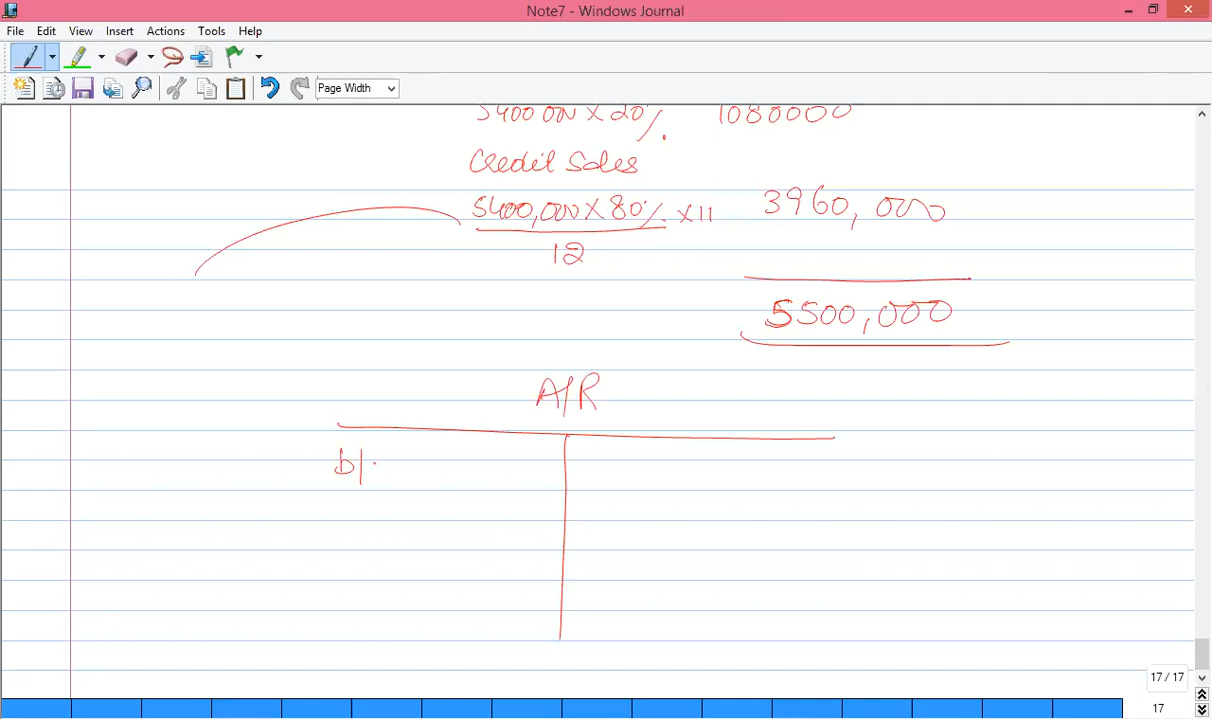 Note7 - Windows Journal
File Edit View Insert Actions Tools Help
Page Width
5400 000 X 20%. 1080000
Credit Sales
5400,000 X 80% X 11 3960,000
12
5500,000
A/R
b/
17 / 17
17